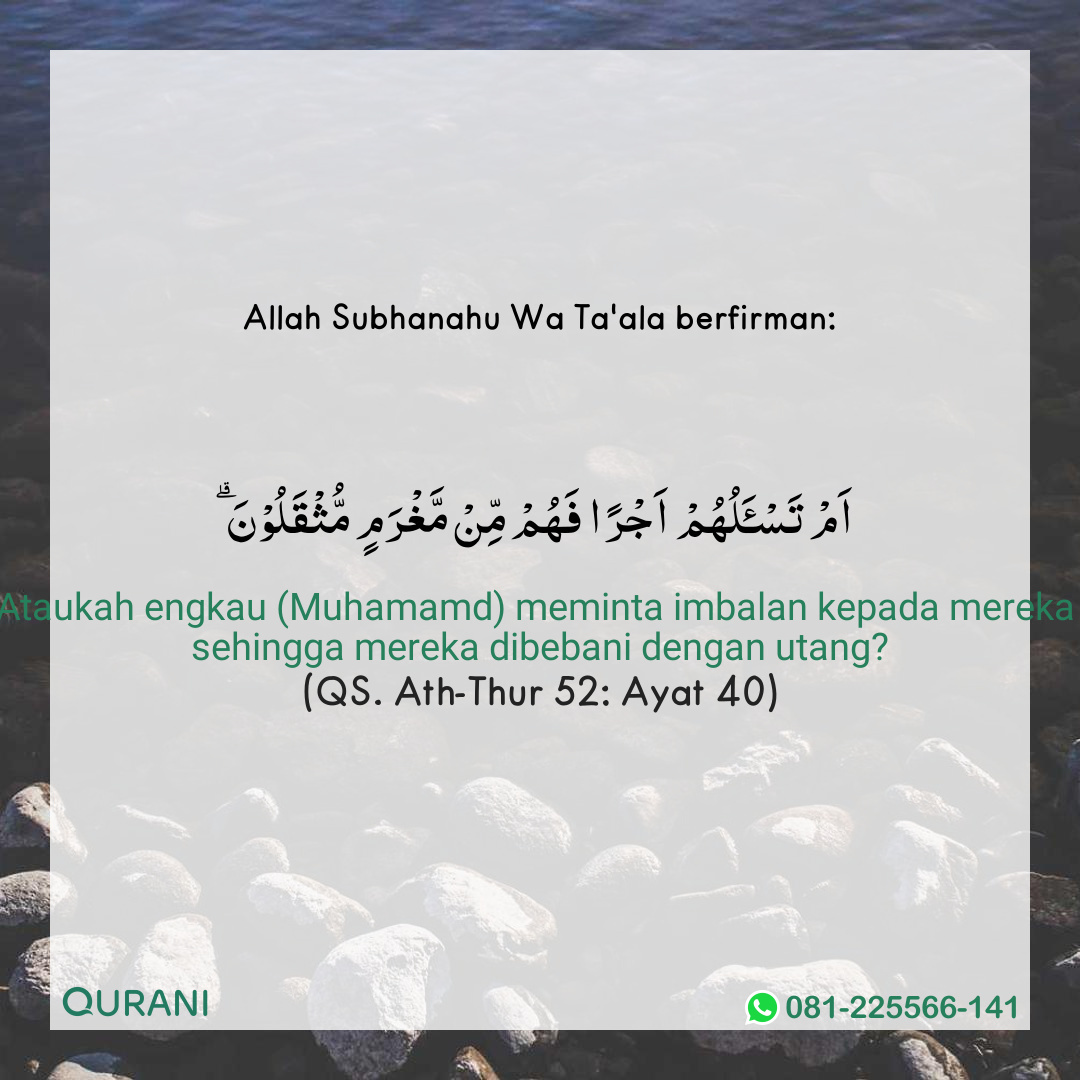 Allah Subhanahu Wa Ta'ala berfirman:
اَمْ تَسْـَٔلُهُمْ اَجْرًا فَهُمْ مِّنْ مَّغْرَمٍ مُّثْقَلُوْنَ ۗ
Ataukah engkau (Muhamamd) meminta imbalan kepada mereka
sehingga mereka dibebani dengan utang?
(QS. Ath-Thur 52: Ayat 40)
QURANI
081-225566-141